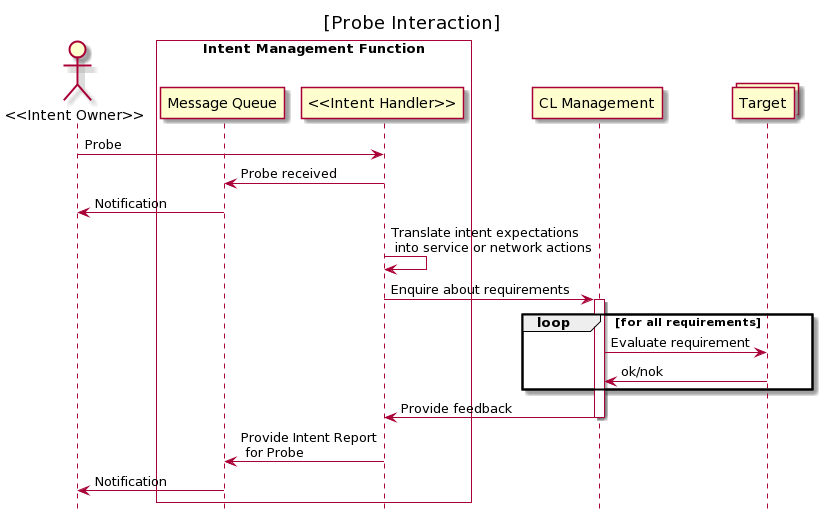 [Probe Interaction]
Intent Management Function
<<Intent Owner>>
Message Queue
<<Intent Handler>>
CL Management
Target
Probe
Probe received
Notification
Translate intent expectations
into service or network actions
Enquire about requirements
loop
[for all requirements]
Evaluate requirement
ok/nok
Provide feedback
Provide Intent Report
for Probe
Notification